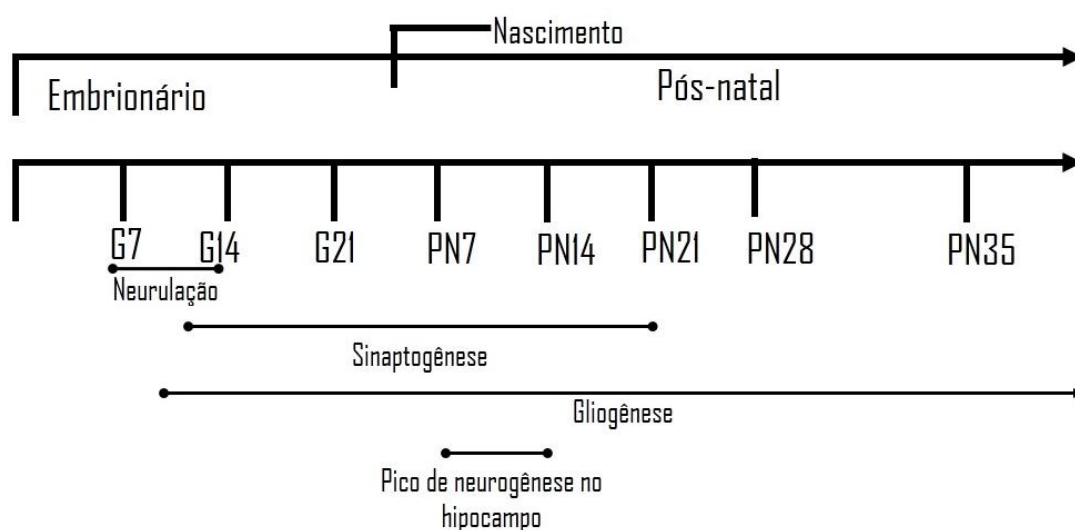 Nascimento
Embrionário
Pós-natal
G7
G14
G21
PN7
PN14
PN21
PN28
PN35
Neurulação
Sinaptogênese
Gliogênese
Pico de neurogênese no
hipocampo